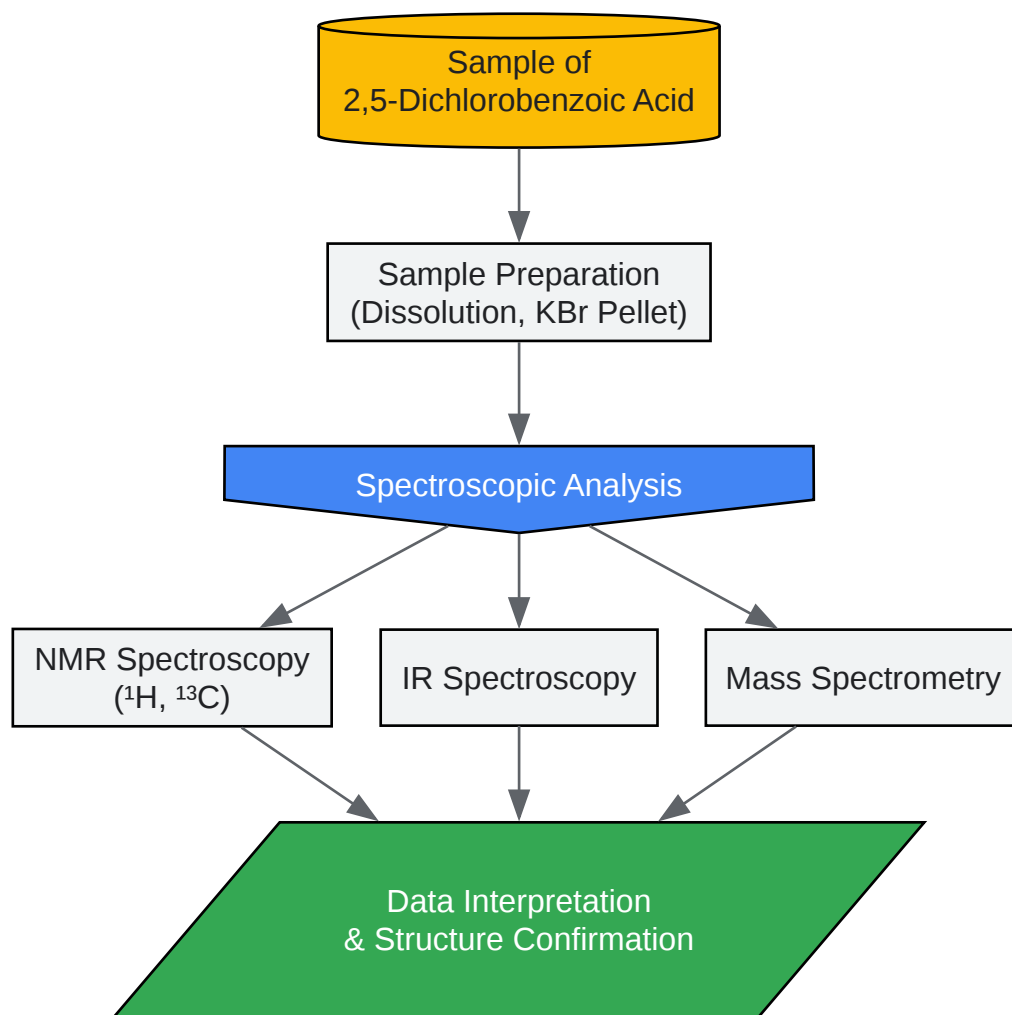 Sample of
2,5-Dichlorobenzoic Acid
Sample Preparation
(Dissolution, KBr Pellet)
Spectroscopic Analysis
NMR Spectroscopy
(¹H, ¹³C)
IR Spectroscopy
Mass Spectrometry
Data Interpretation
& Structure Confirmation